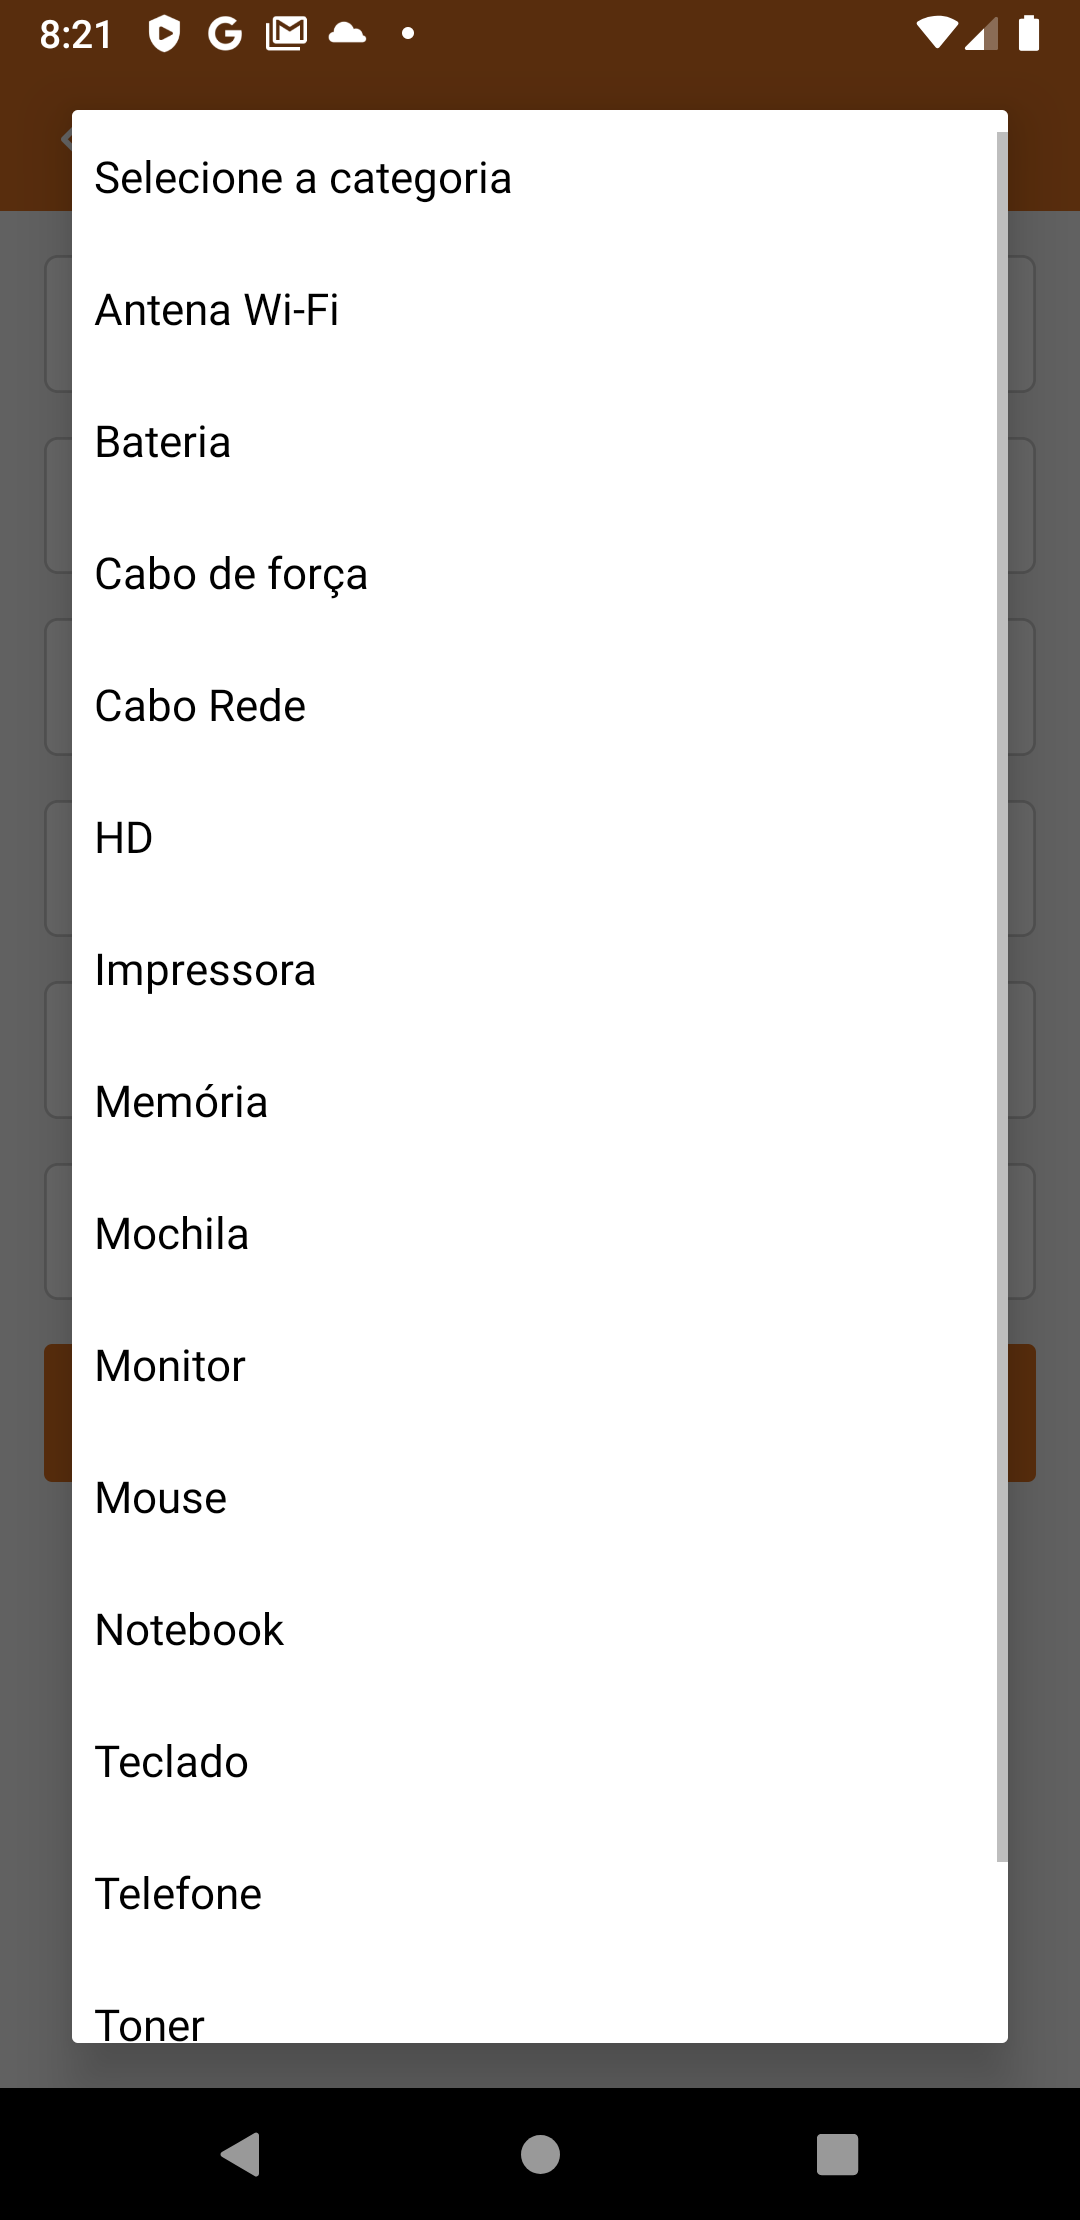 8:21
Selecione a categoria
Antena Wi-Fi
Bateria
Cabo de força
Cabo Rede
HD
Impressora
Memória
Mochila
Monitor
Mouse
Notebook
Teclado
Telefone
Toner